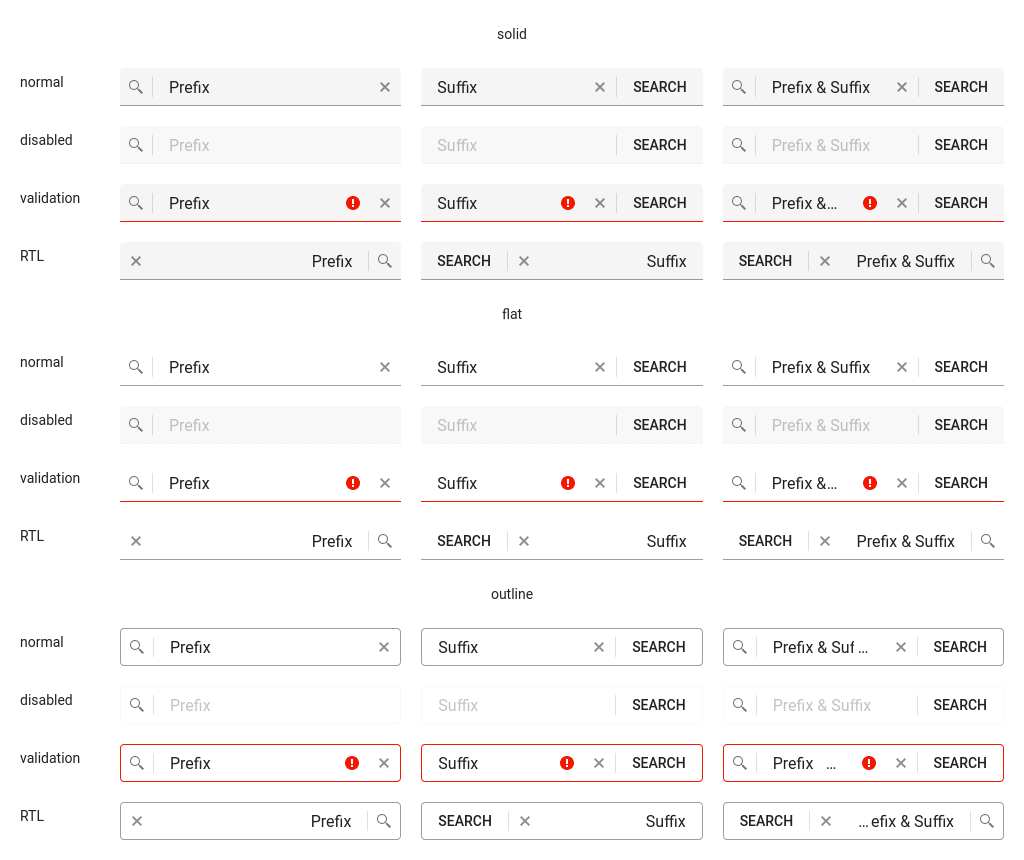 solid
normal Prefix Suffix SEARCH Prefix & Suffix SEARCH
disabled Prefix Suffix SEARCH Prefix & Suffix SEARCH
validation Prefix Suffix SEARCH Prefix &... SEARCH
RTL Prefix SEARCH Suffix SEARCH Prefix & Suffix
flat
normal Prefix Suffix SEARCH Prefix & Suffix SEARCH
disabled Prefix Suffix SEARCH Prefix & Suffix SEARCH
validation Prefix Suffix SEARCH Prefix &... SEARCH
RTL Prefix SEARCH Suffix SEARCH Prefix & Suffix
outline
normal Prefix Suffix SEARCH Prefix & Suf ... SEARCH
disabled Prefix Suffix SEARCH Prefix & Suffix SEARCH
validation Prefix Suffix SEARCH Prefix ... SEARCH
RTL Prefix SEARCH Suffix SEARCH ... efix & Suffix